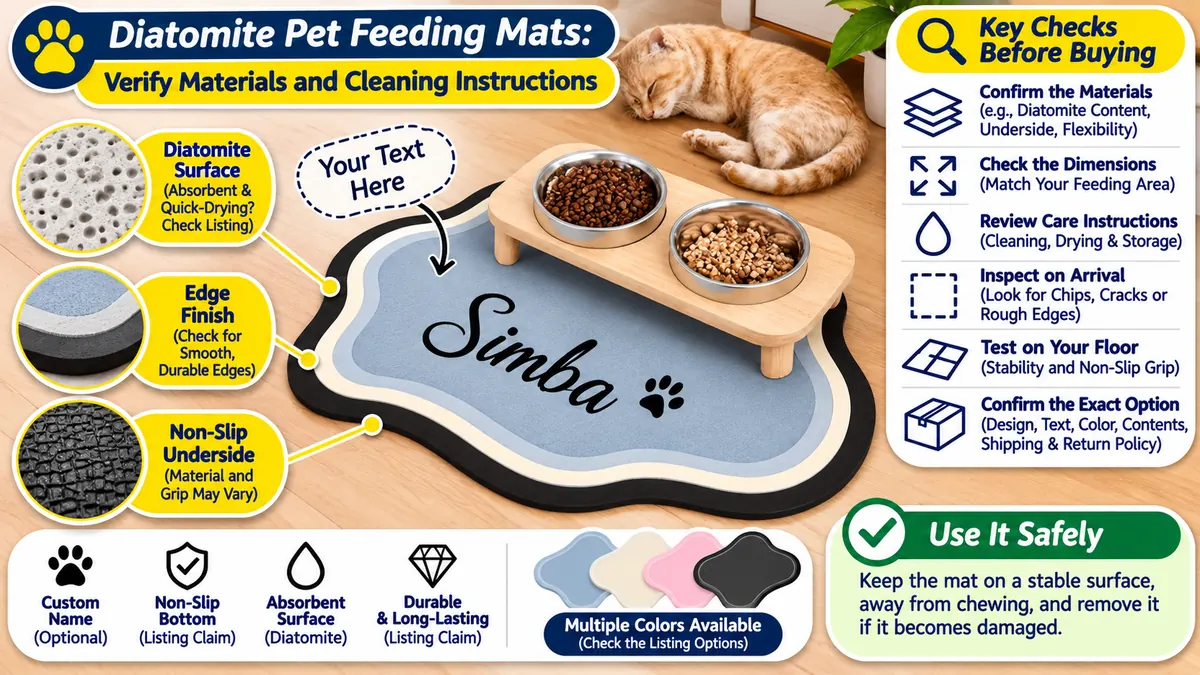 Diatomite Pet Feeding Mats:
Verify Materials and Cleaning Instructions
Diatomite
Surface
(Absorbent &
Quick-Drying?
Check Listing)
Edge
Finish
(Check for
Smooth,
Durable Edges)
Non-Slip
Underside
(Material and
Grip May Vary)
Your Text
Here
Simba
Key Checks
Before Buying
Confirm the Materials
(e.g., Diatomite Content,
Underside, Flexibility)
Check the Dimensions
(Match Your Feeding Area)
Review Care Instructions
(Cleaning, Drying & Storage)
Inspect on Arrival
(Look for Chips, Cracks or
Rough Edges)
Test on Your Floor
(Stability and Non-Slip Grip)
Confirm the Exact Option
(Design, Text, Color, Contents,
Shipping & Return Policy)
Custom
Name
(Optional)
Non-Slip
Bottom
(Listing Claim)
Absorbent
Surface
(Diatomite)
Durable
& Long-Lasting
(Listing Claim)
Multiple Colors Available
(Check the Listing Options)
Use It Safely
Keep the mat on a stable surface,
away from chewing, and remove it
if it becomes damaged.